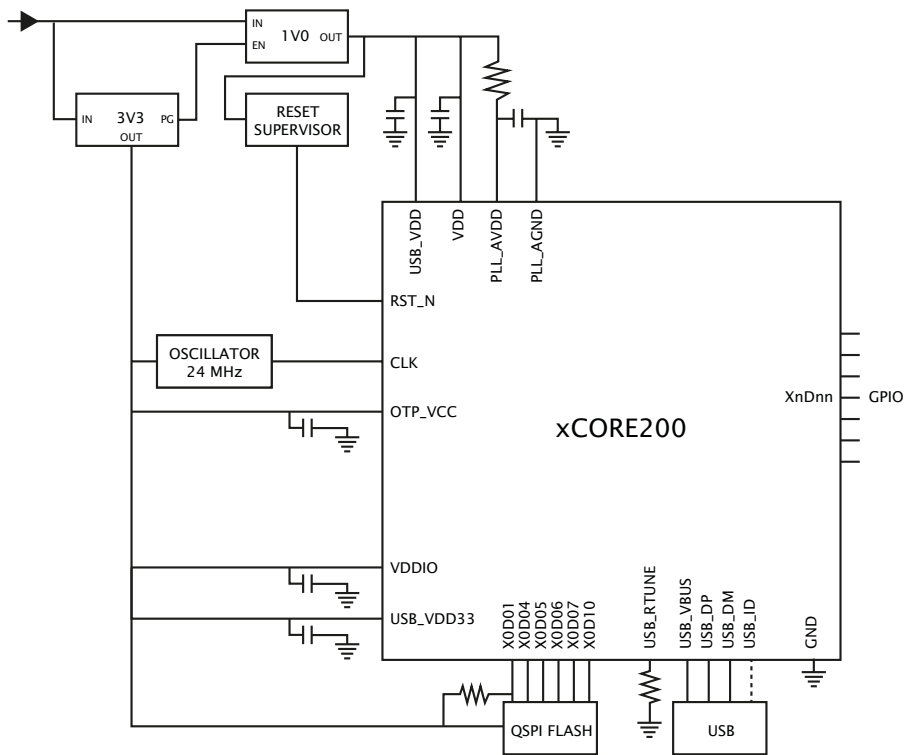 IN
1V0
OUT
EN
IN
3V3
PG
OUT
RESET
SUPERVISOR
USB_VDD
VDD
PLL_AVDD
PLL_AGND
RST_N
OSCILLATOR
24 MHz
CLK
OTP_VCC
XnDnn
GPIO
xCORE200
VDDIO
USB_VDD33
X0D01
X0D04
X0D05
X0D06
X0D07
X0D10
USB_RTUNE
USB_VBUS
USB_DP
USB_DM
USB_ID
GND
QSPI FLASH
USB